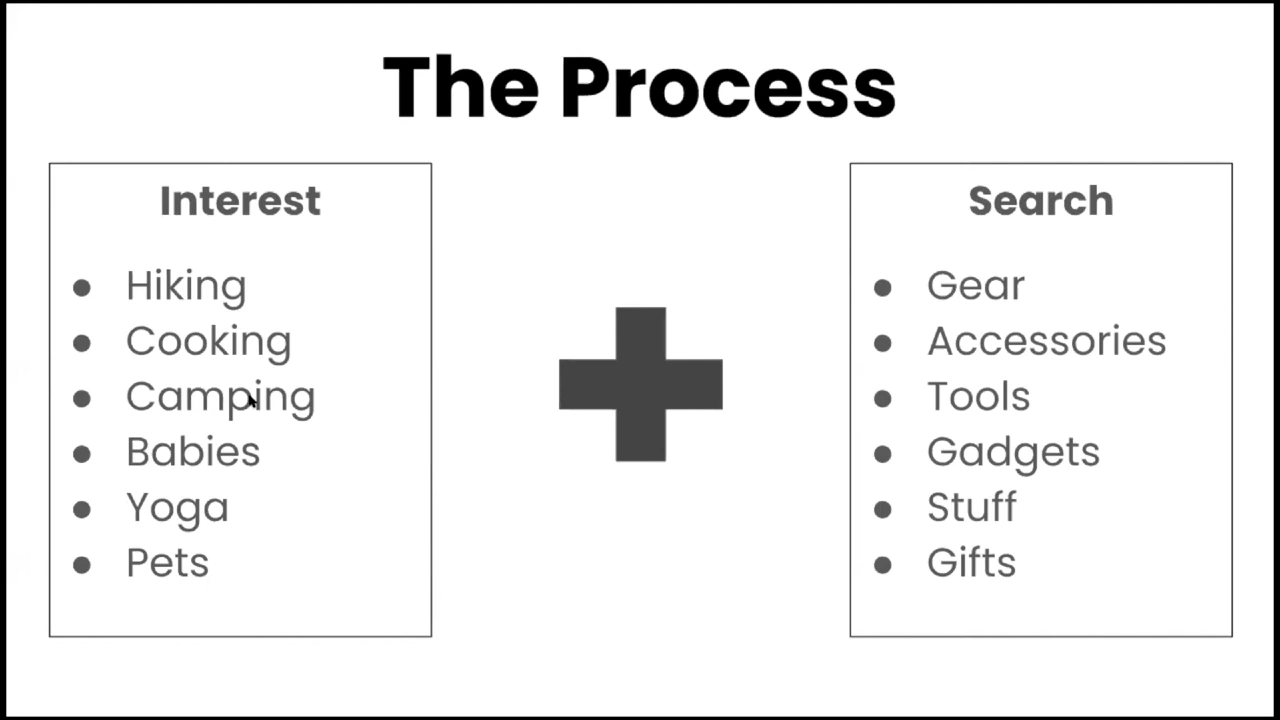 The Process
Interest
● Hiking
● Cooking
● Camping
● Babies
● Yoga
● Pets
Search
● Gear
● Accessories
● Tools
● Gadgets
● Stuff
● Gifts